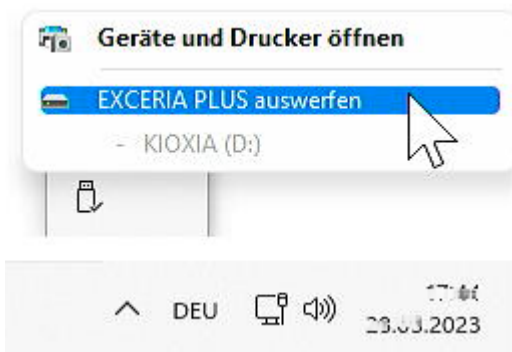 Geräte und Drucker öffnen
EXCERIA PLUS auswerfen
- KIOXIA (D:)
DEU